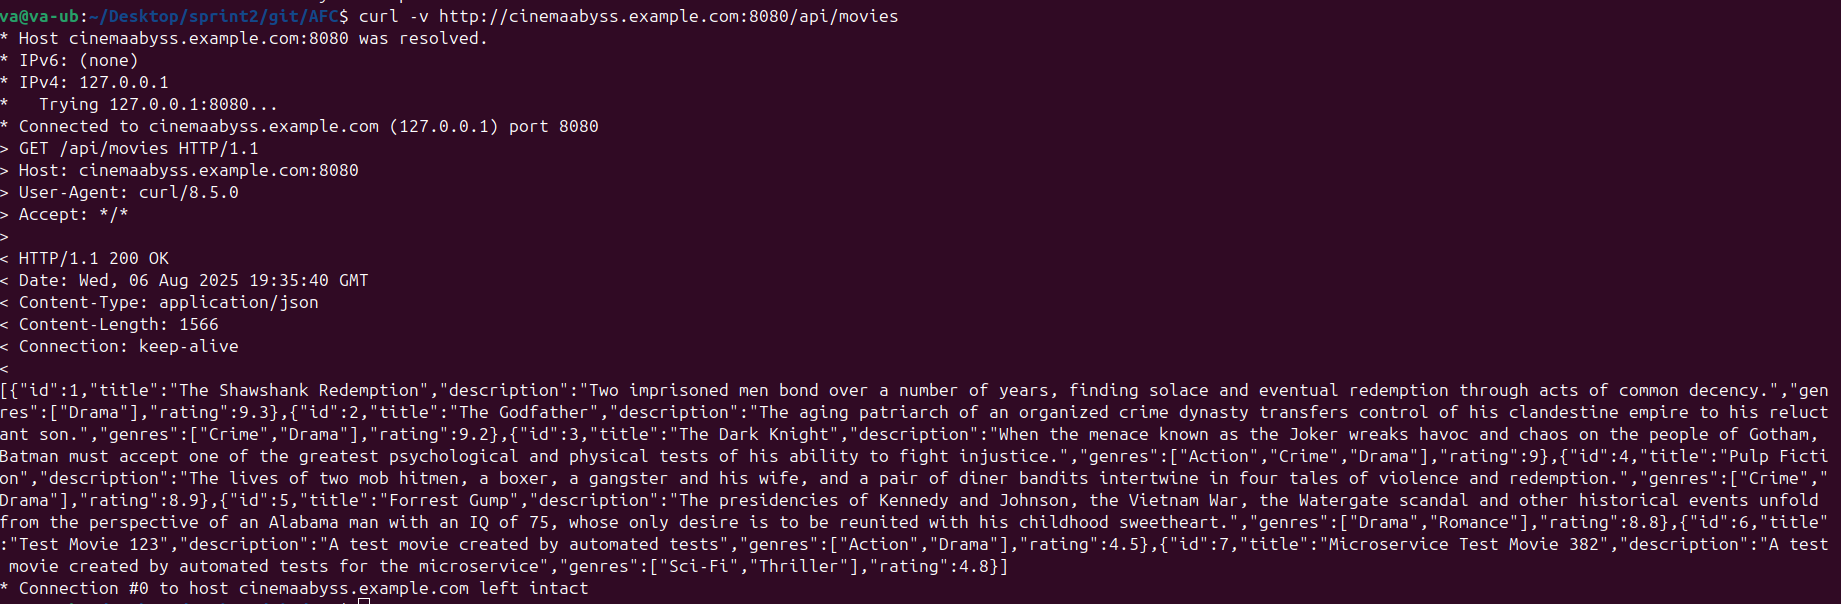 va@va-ub:~/Desktop/sprint2/git/AFC$ curl -v http://cinemaabyss.example.com:8080/api/movies
* Host cinemaabyss.example.com:8080 was resolved.
* IPv6: (none)
* IPv4: 127.0.0.1
*   Trying 127.0.0.1:8080...
* Connected to cinemaabyss.example.com (127.0.0.1) port 8080
> GET /api/movies HTTP/1.1
> Host: cinemaabyss.example.com:8080
> User-Agent: curl/8.5.0
> Accept: */*
>
< HTTP/1.1 200 OK
< Date: Wed, 06 Aug 2025 19:35:40 GMT
< Content-Type: application/json
< Content-Length: 1566
< Connection: keep-alive
<
[{"id":1,"title":"The Shawshank Redemption","description":"Two imprisoned men bond over a number of years, finding solace and eventual redemption through acts of common decency.","gen
res":["Drama"],"rating":9.3},{"id":2,"title":"The Godfather","description":"The aging patriarch of an organized crime dynasty transfers control of his clandestine empire to his reluct
ant son.","genres":["Crime","Drama"],"rating":9.2},{"id":3,"title":"The Dark Knight","description":"When the menace known as the Joker wreaks havoc and chaos on the people of Gotham,
Batman must accept one of the greatest psychological and physical tests of his ability to fight injustice.","genres":["Action","Crime","Drama"],"rating":9},{"id":4,"title":"Pulp Ficti
on","description":"The lives of two mob hitmen, a boxer, a gangster and his wife, and a pair of diner bandits intertwine in four tales of violence and redemption.","genres":["Crime","
Drama"],"rating":8.9},{"id":5,"title":"Forrest Gump","description":"The presidencies of Kennedy and Johnson, the Vietnam War, the Watergate scandal and other historical events unfold
from the perspective of an Alabama man with an IQ of 75, whose only desire is to be reunited with his childhood sweetheart.","genres":["Drama","Romance"],"rating":8.8},{"id":6,"title"
:"Test Movie 123","description":"A test movie created by automated tests","genres":["Action","Drama"],"rating":4.5},{"id":7,"title":"Microservice Test Movie 382","description":"A test
 movie created by automated tests for the microservice","genres":["Sci-Fi","Thriller"],"rating":4.8}]
* Connection #0 to host cinemaabyss.example.com left intact